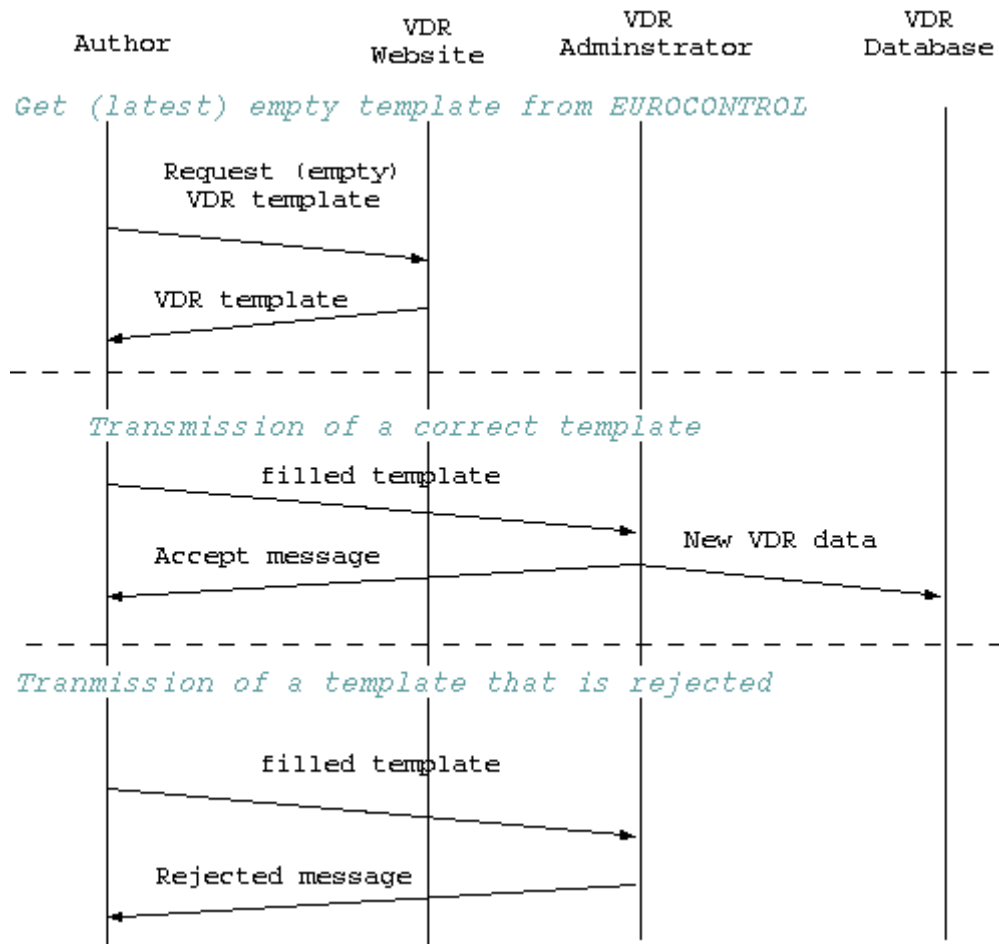 Author
VDR
Website
VDR
Adminstrator
VDR
Database
Get (latest) empty template from EUROCONTROL
Request (empty)
VDR template
VDR template
Transmission of a correct template
filled template
Accept message
New VDR data
Tranmission of a template that is rejected
filled template
Rejected message